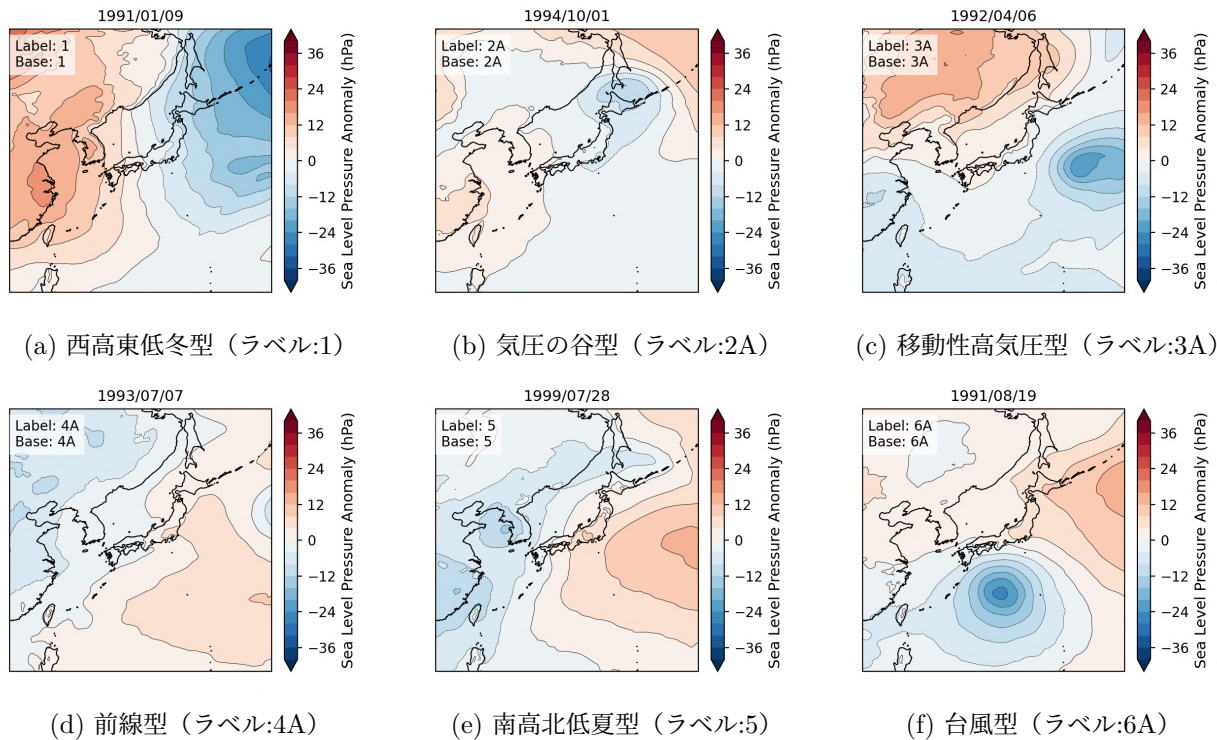 1991/01/09
Label: 1
Base: 1
36
24
12
0
−12
−24
−36
Sea Level Pressure Anomaly (hPa)
(a) 西高東低冬型（ラベル:1）
1994/10/01
Label: 2A
Base: 2A
36
24
12
0
−12
−24
−36
Sea Level Pressure Anomaly (hPa)
(b) 気圧の谷型（ラベル:2A）
1992/04/06
Label: 3A
Base: 3A
36
24
12
0
−12
−24
−36
Sea Level Pressure Anomaly (hPa)
(c) 移動性高気圧型（ラベル:3A）
1993/07/07
Label: 4A
Base: 4A
36
24
12
0
−12
−24
−36
Sea Level Pressure Anomaly (hPa)
(d) 前線型（ラベル:4A）
1999/07/28
Label: 5
Base: 5
36
24
12
0
−12
−24
−36
Sea Level Pressure Anomaly (hPa)
(e) 南高北低夏型（ラベル:5）
1991/08/19
Label: 6A
Base: 6A
36
24
12
0
−12
−24
−36
Sea Level Pressure Anomaly (hPa)
(f) 台風型（ラベル:6A）